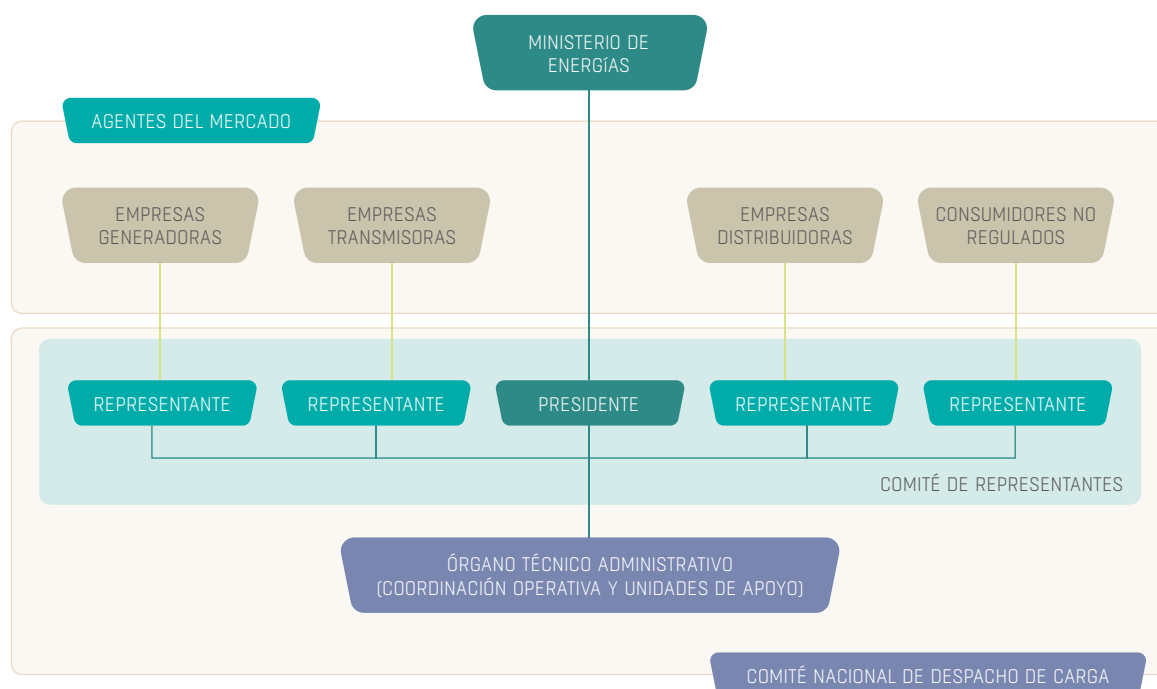 MINISTERIO DE
ENERGÍAS
AGENTES DEL MERCADO
EMPRESAS
GENERADORAS
EMPRESAS
TRANSMISORAS
EMPRESAS
DISTRIBUIDORAS
CONSUMIDORES NO
REGULADOS
REPRESENTANTE
REPRESENTANTE
PRESIDENTE
REPRESENTANTE
REPRESENTANTE
COMITÉ DE REPRESENTANTES
ÓRGANO TÉCNICO ADMINISTRATIVO
(COORDINACIÓN OPERATIVA Y UNIDADES DE APOYO)
COMITÉ NACIONAL DE DESPACHO DE CARGA